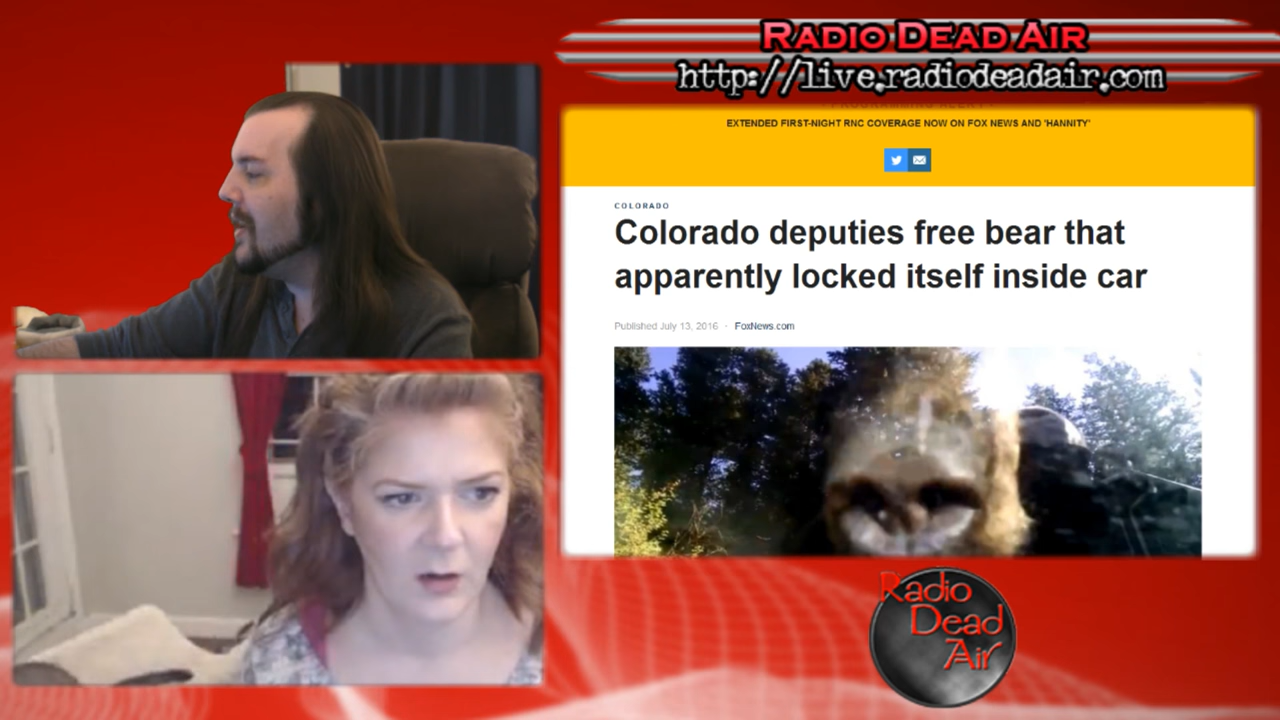 RADIO DEAD AIR
http://live.radiodeadair.com
- PROGRAMMING ALERT -
EXTENDED FIRST-NIGHT RNC COVERAGE NOW ON FOX NEWS AND 'HANNITY'
COLORADO
Colorado deputies free bear that
apparently locked itself inside car
Published July 13, 2016 · FoxNews.com
Radio
Dead
Air